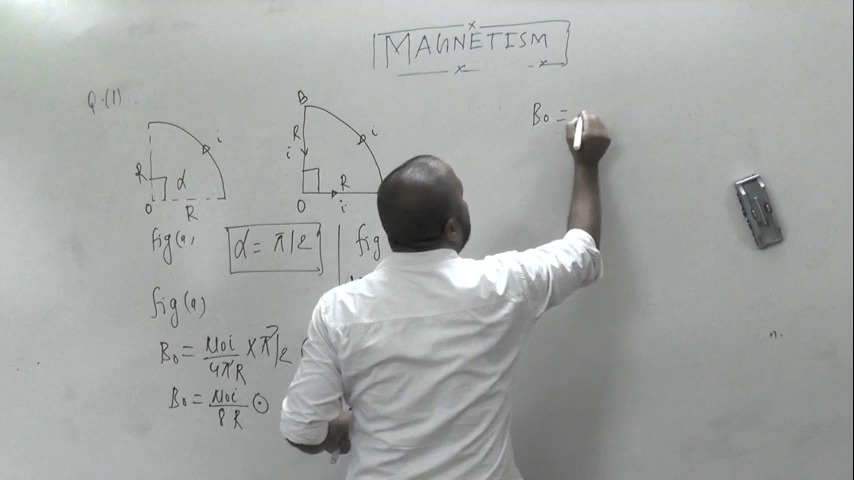 MAGNETISM
Q.(1)
B
i
i
R
R
i
R
α
R
O
O
i
fig(a)
α = π/2
fig
fig(a)
B₀ = μ₀i/4πR × π/2
B₀ = μ₀i/8R ⊙
B₀ =